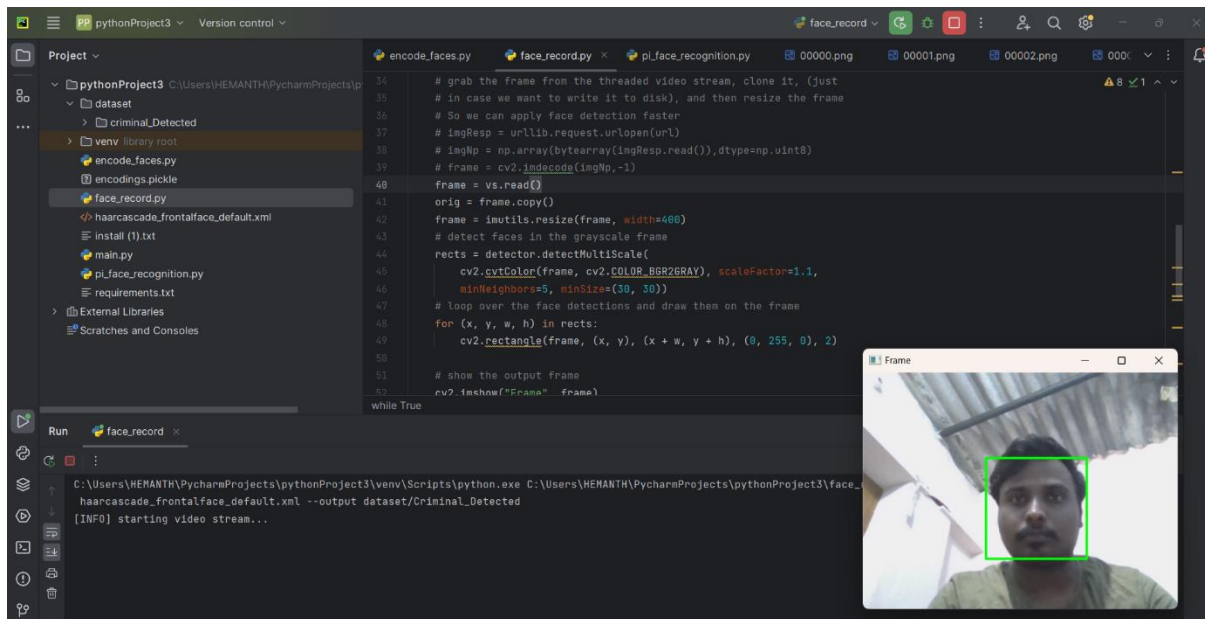 PP pythonProject3 Version control face_record
Project
encode_faces.py face_record.py pi_face_recognition.py 00000.png 00001.png 00002.png 000
pythonProject3 C:\Users\HEMANTH\PycharmProjects\p
dataset
criminal_Detected
venv library root
encode_faces.py
encodings.pickle
face_record.py
haarcascade_frontalface_default.xml
install (1).txt
main.py
pi_face_recognition.py
requirements.txt
External Libraries
Scratches and Consoles
8 1
34 # grab the frame from the threaded video stream, clone it, (just
35 # in case we want to write it to disk), and then resize the frame
36 # So we can apply face detection faster
37 # imgResp = urllib.request.urlopen(url)
38 # imgNp = np.array(bytearray(imgResp.read()),dtype=np.uint8)
39 # frame = cv2.imdecode(imgNp,-1)
40 frame = vs.read()
41 orig = frame.copy()
42 frame = imutils.resize(frame, width=400)
43 # detect faces in the grayscale frame
44 rects = detector.detectMultiScale(
45 cv2.cvtColor(frame, cv2.COLOR_BGR2GRAY), scaleFactor=1.1,
46 minNeighbors=5, minSize=(30, 30))
47 # loop over the face detections and draw them on the frame
48 for (x, y, w, h) in rects:
49 cv2.rectangle(frame, (x, y), (x + w, y + h), (0, 255, 0), 2)
50
51 # show the output frame
52 cv2.imshow("Frame", frame)
while True
Frame
Run face_record
C:\Users\HEMANTH\PycharmProjects\pythonProject3\venv\Scripts\python.exe C:\Users\HEMANTH\PycharmProjects\pythonProject3\face_
haarcascade_frontalface_default.xml --output dataset/Criminal_Detected
[INFO] starting video stream...